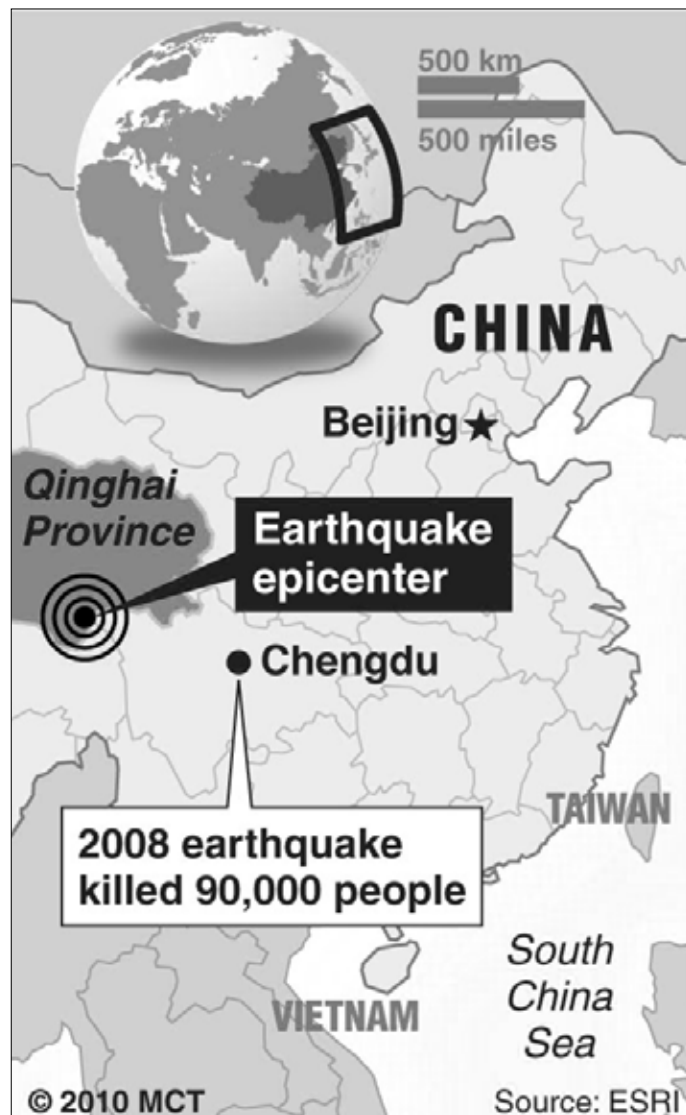 500 km
500 miles
CHINA
Beijing
Qinghai
Province
Earthquake
epicenter
Chengdu
TAIWAN
2008 earthquake
killed 90,000 people
South
China
Sea
VIETNAM
© 2010 MCT
Source: ESRI